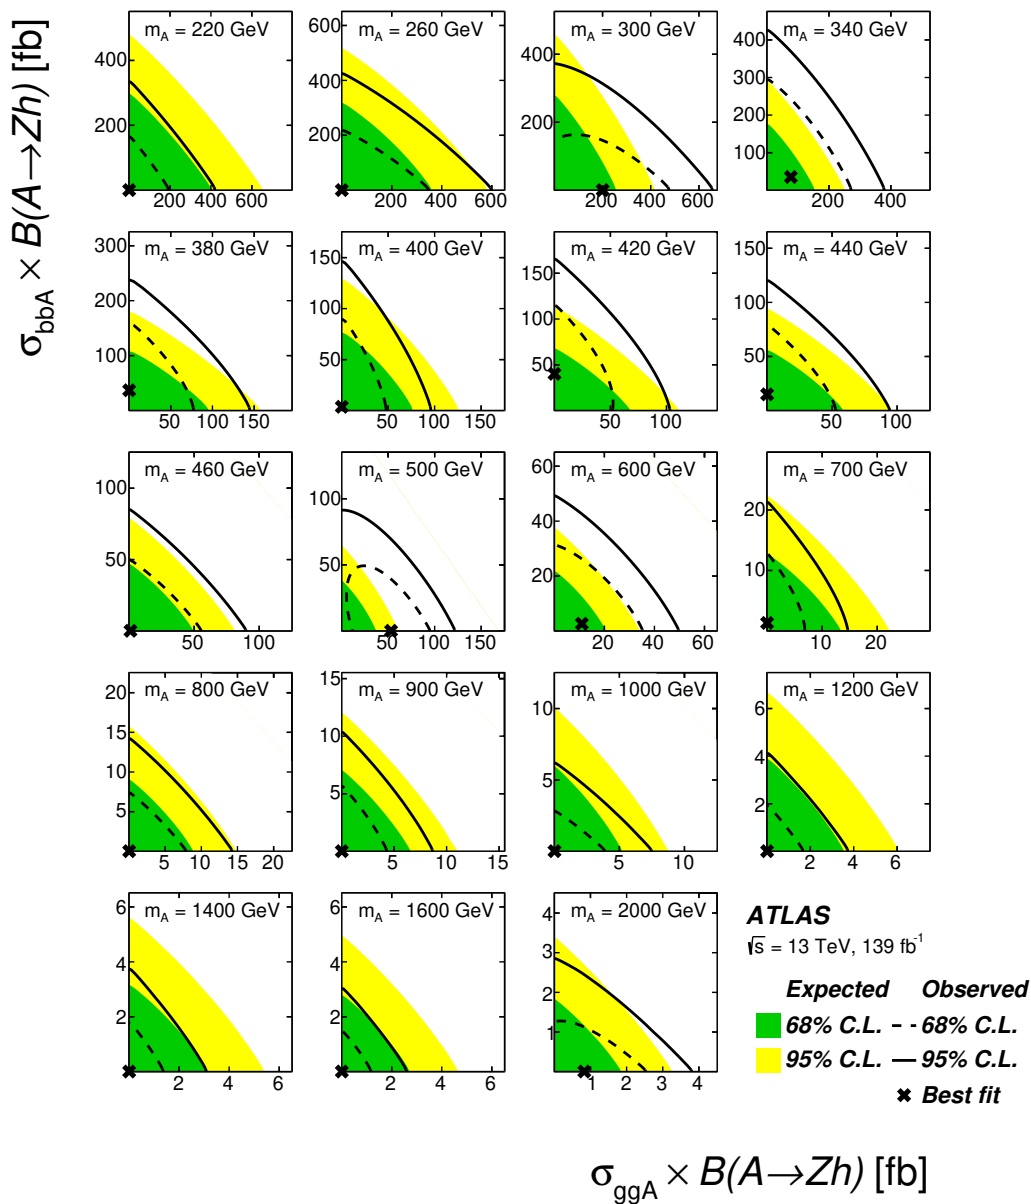 σbbA × B(A→Zh) [fb]
mA = 220 GeV
400
200
200 400 600
mA = 260 GeV
600
400
200
200 400 600
mA = 300 GeV
400
200
200 400 600
mA = 340 GeV
400
300
200
100
200 400
mA = 380 GeV
300
200
100
50 100 150
mA = 400 GeV
150
100
50
50 100 150
mA = 420 GeV
150
100
50
50 100
mA = 440 GeV
150
100
50
50 100
mA = 460 GeV
100
50
50 100
mA = 500 GeV
100
50
50 100 150
mA = 600 GeV
60
40
20
20 40 60
mA = 700 GeV
20
10
10 20
mA = 800 GeV
20
15
10
5
5 10 15 20
mA = 900 GeV
15
10
5
5 10 15
mA = 1000 GeV
10
5
5 10
mA = 1200 GeV
6
4
2
2 4 6
mA = 1400 GeV
6
4
2
2 4 6
mA = 1600 GeV
6
4
2
2 4 6
mA = 2000 GeV
4
3
2
1
1 2 3 4
ATLAS
√s = 13 TeV, 139 fb⁻¹
Expected Observed
68% C.L. 68% C.L.
95% C.L. 95% C.L.
Best fit
σggA × B(A→Zh) [fb]